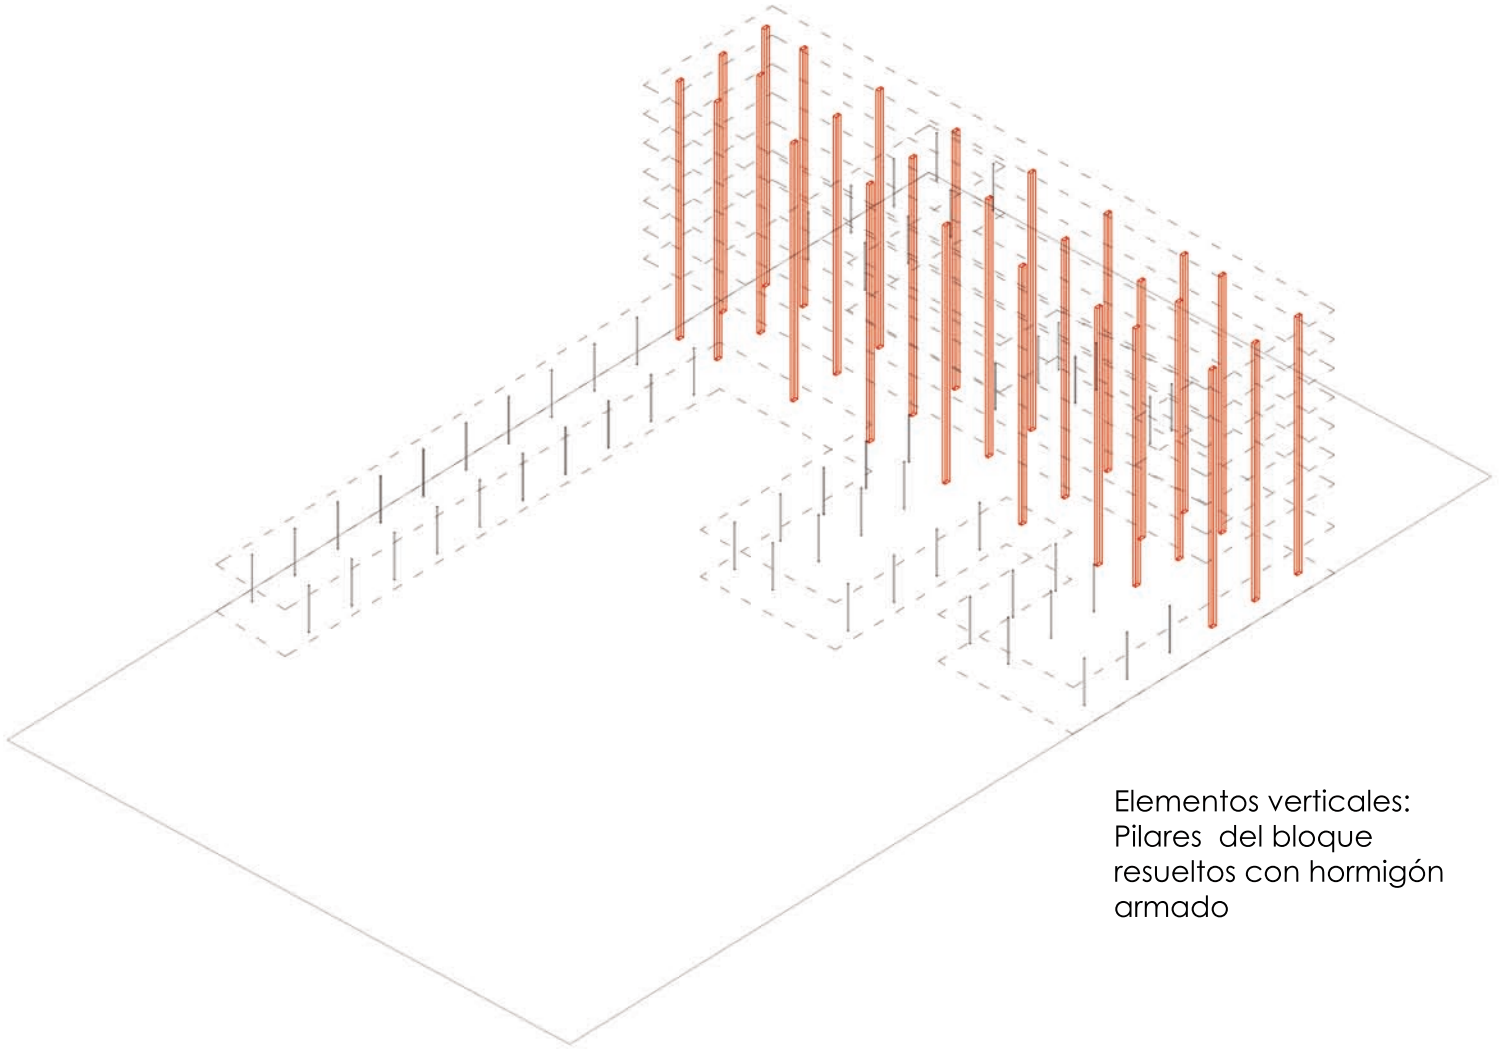 Elementos verticales:
Pilares  del bloque
resueltos con hormigón
armado